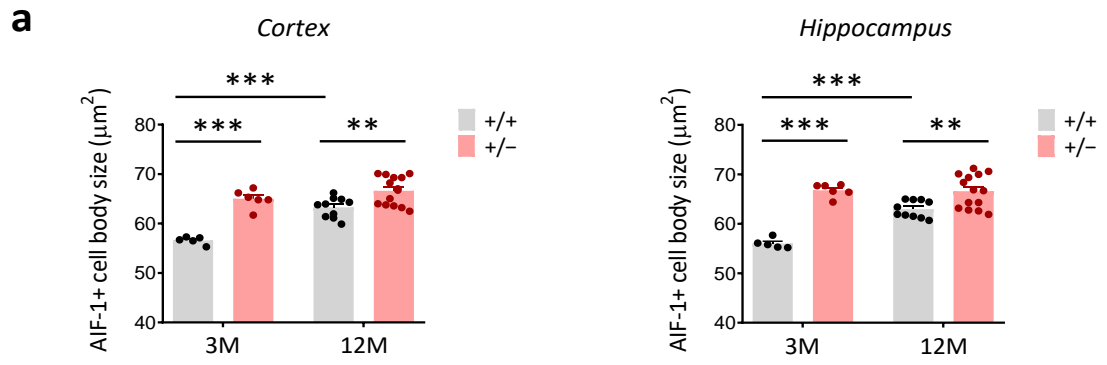 a
Cortex
***
***
**
AIF-1+ cell body size (μm²)
80
70
60
50
40
3M
12M
+/+
+/−
Hippocampus
***
***
**
AIF-1+ cell body size (μm²)
80
70
60
50
40
3M
12M
+/+
+/−